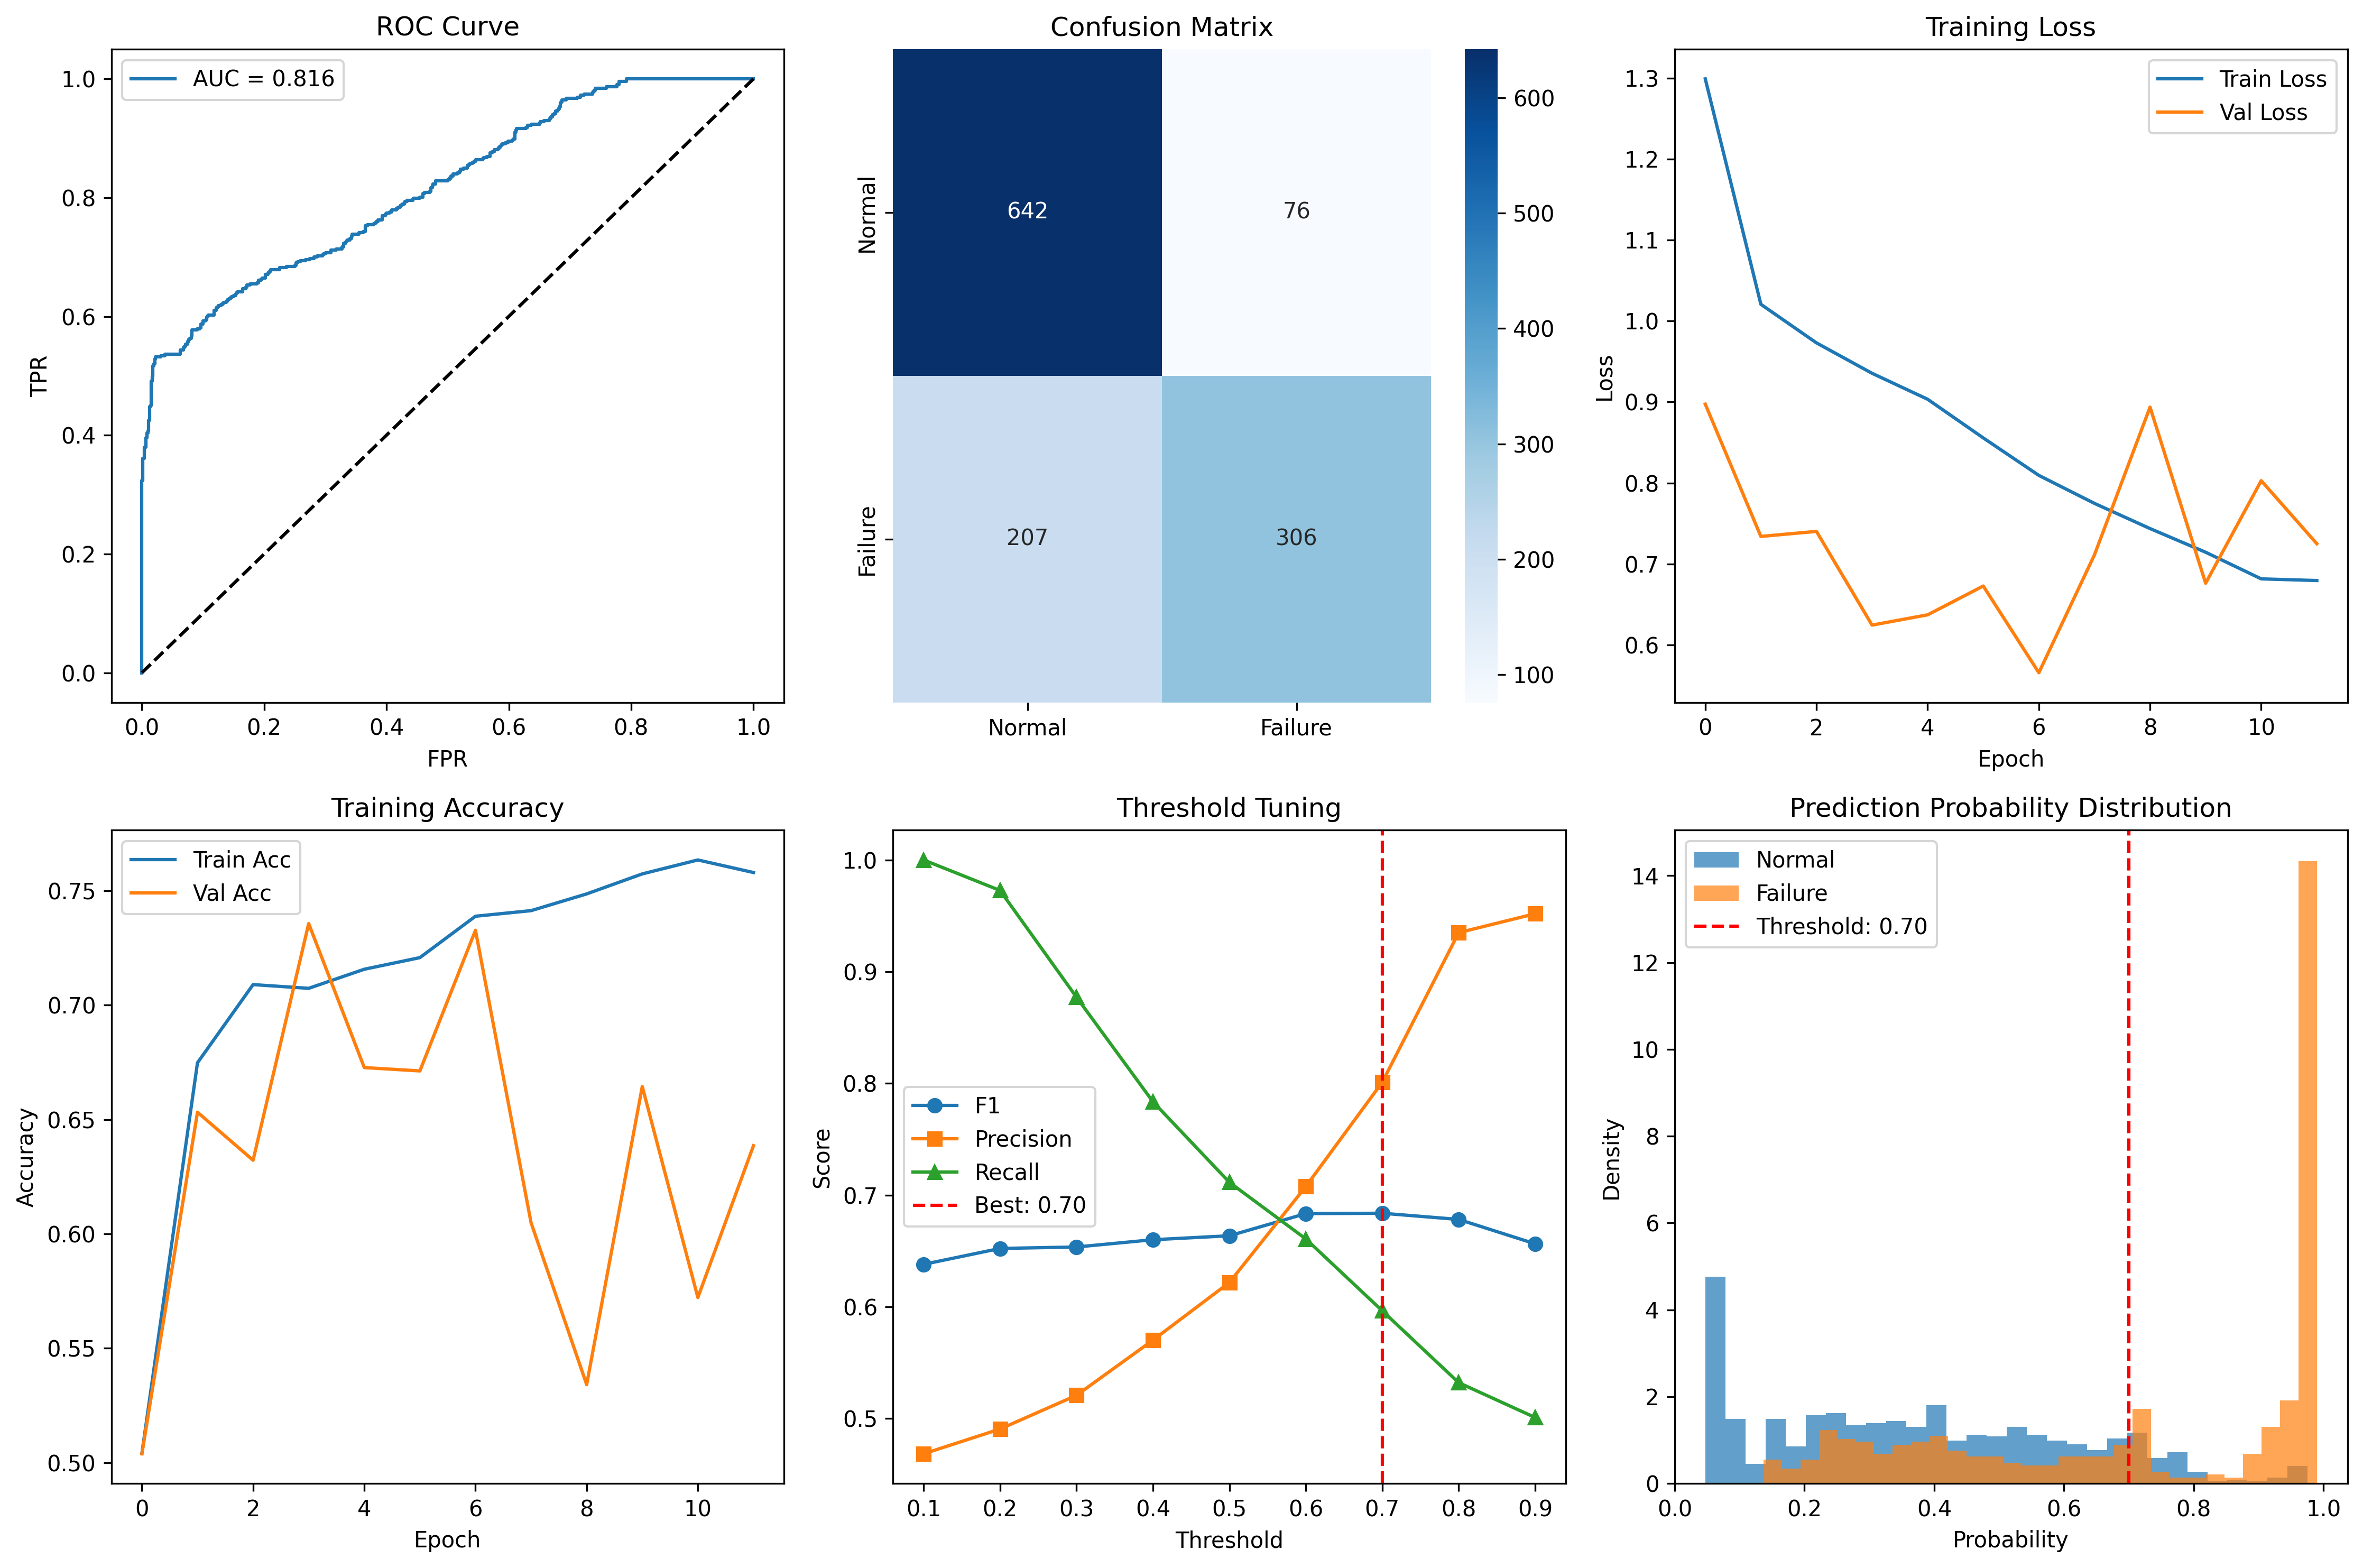 ROC Curve
1.0
0.8
0.6
0.4
0.2
0.0
TPR
AUC = 0.816
0.0 0.2 0.4 0.6 0.8 1.0
FPR
Confusion Matrix
Normal
Failure
642 76
207 306
Normal Failure
600
500
400
300
200
100
Training Loss
1.3
1.2
1.1
1.0
0.9
0.8
0.7
0.6
Loss
Train Loss
Val Loss
0 2 4 6 8 10
Epoch
Training Accuracy
0.75
0.70
0.65
0.60
0.55
0.50
Accuracy
Train Acc
Val Acc
0 2 4 6 8 10
Epoch
Threshold Tuning
1.0
0.9
0.8
0.7
0.6
0.5
Score
F1
Precision
Recall
Best: 0.70
0.1 0.2 0.3 0.4 0.5 0.6 0.7 0.8 0.9
Threshold
Prediction Probability Distribution
14
12
10
8
6
4
2
0
Density
Normal
Failure
Threshold: 0.70
0.0 0.2 0.4 0.6 0.8 1.0
Probability